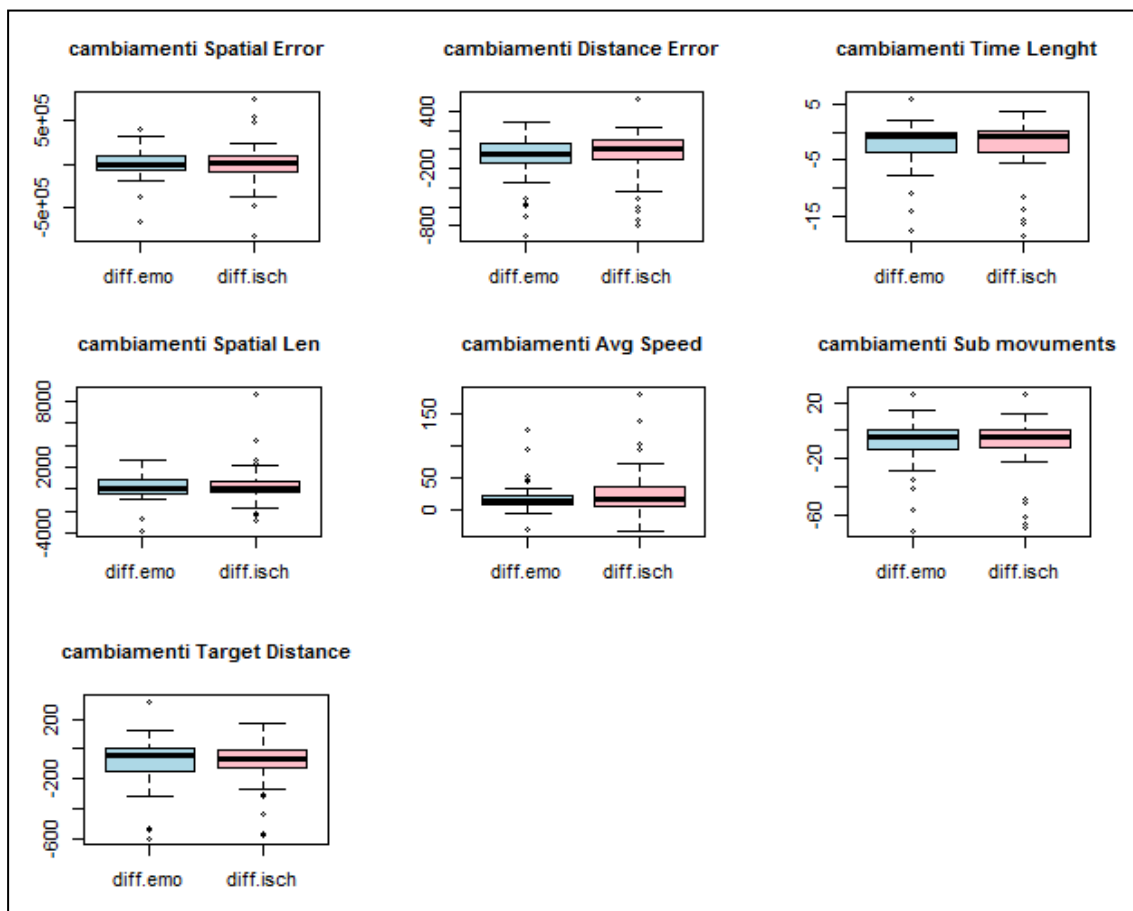 cambiamenti Spatial Error
cambiamenti Distance Error
cambiamenti Time Lenght
5e+05
-5e+05
diff.emo
diff.isch
400
-200
-800
diff.emo
diff.isch
5
-5
-15
diff.emo
diff.isch
cambiamenti Spatial Len
cambiamenti Avg Speed
cambiamenti Sub movuments
8000
2000
-4000
diff.emo
diff.isch
150
50
0
diff.emo
diff.isch
20
-20
-60
diff.emo
diff.isch
cambiamenti Target Distance
200
-200
-600
diff.emo
diff.isch